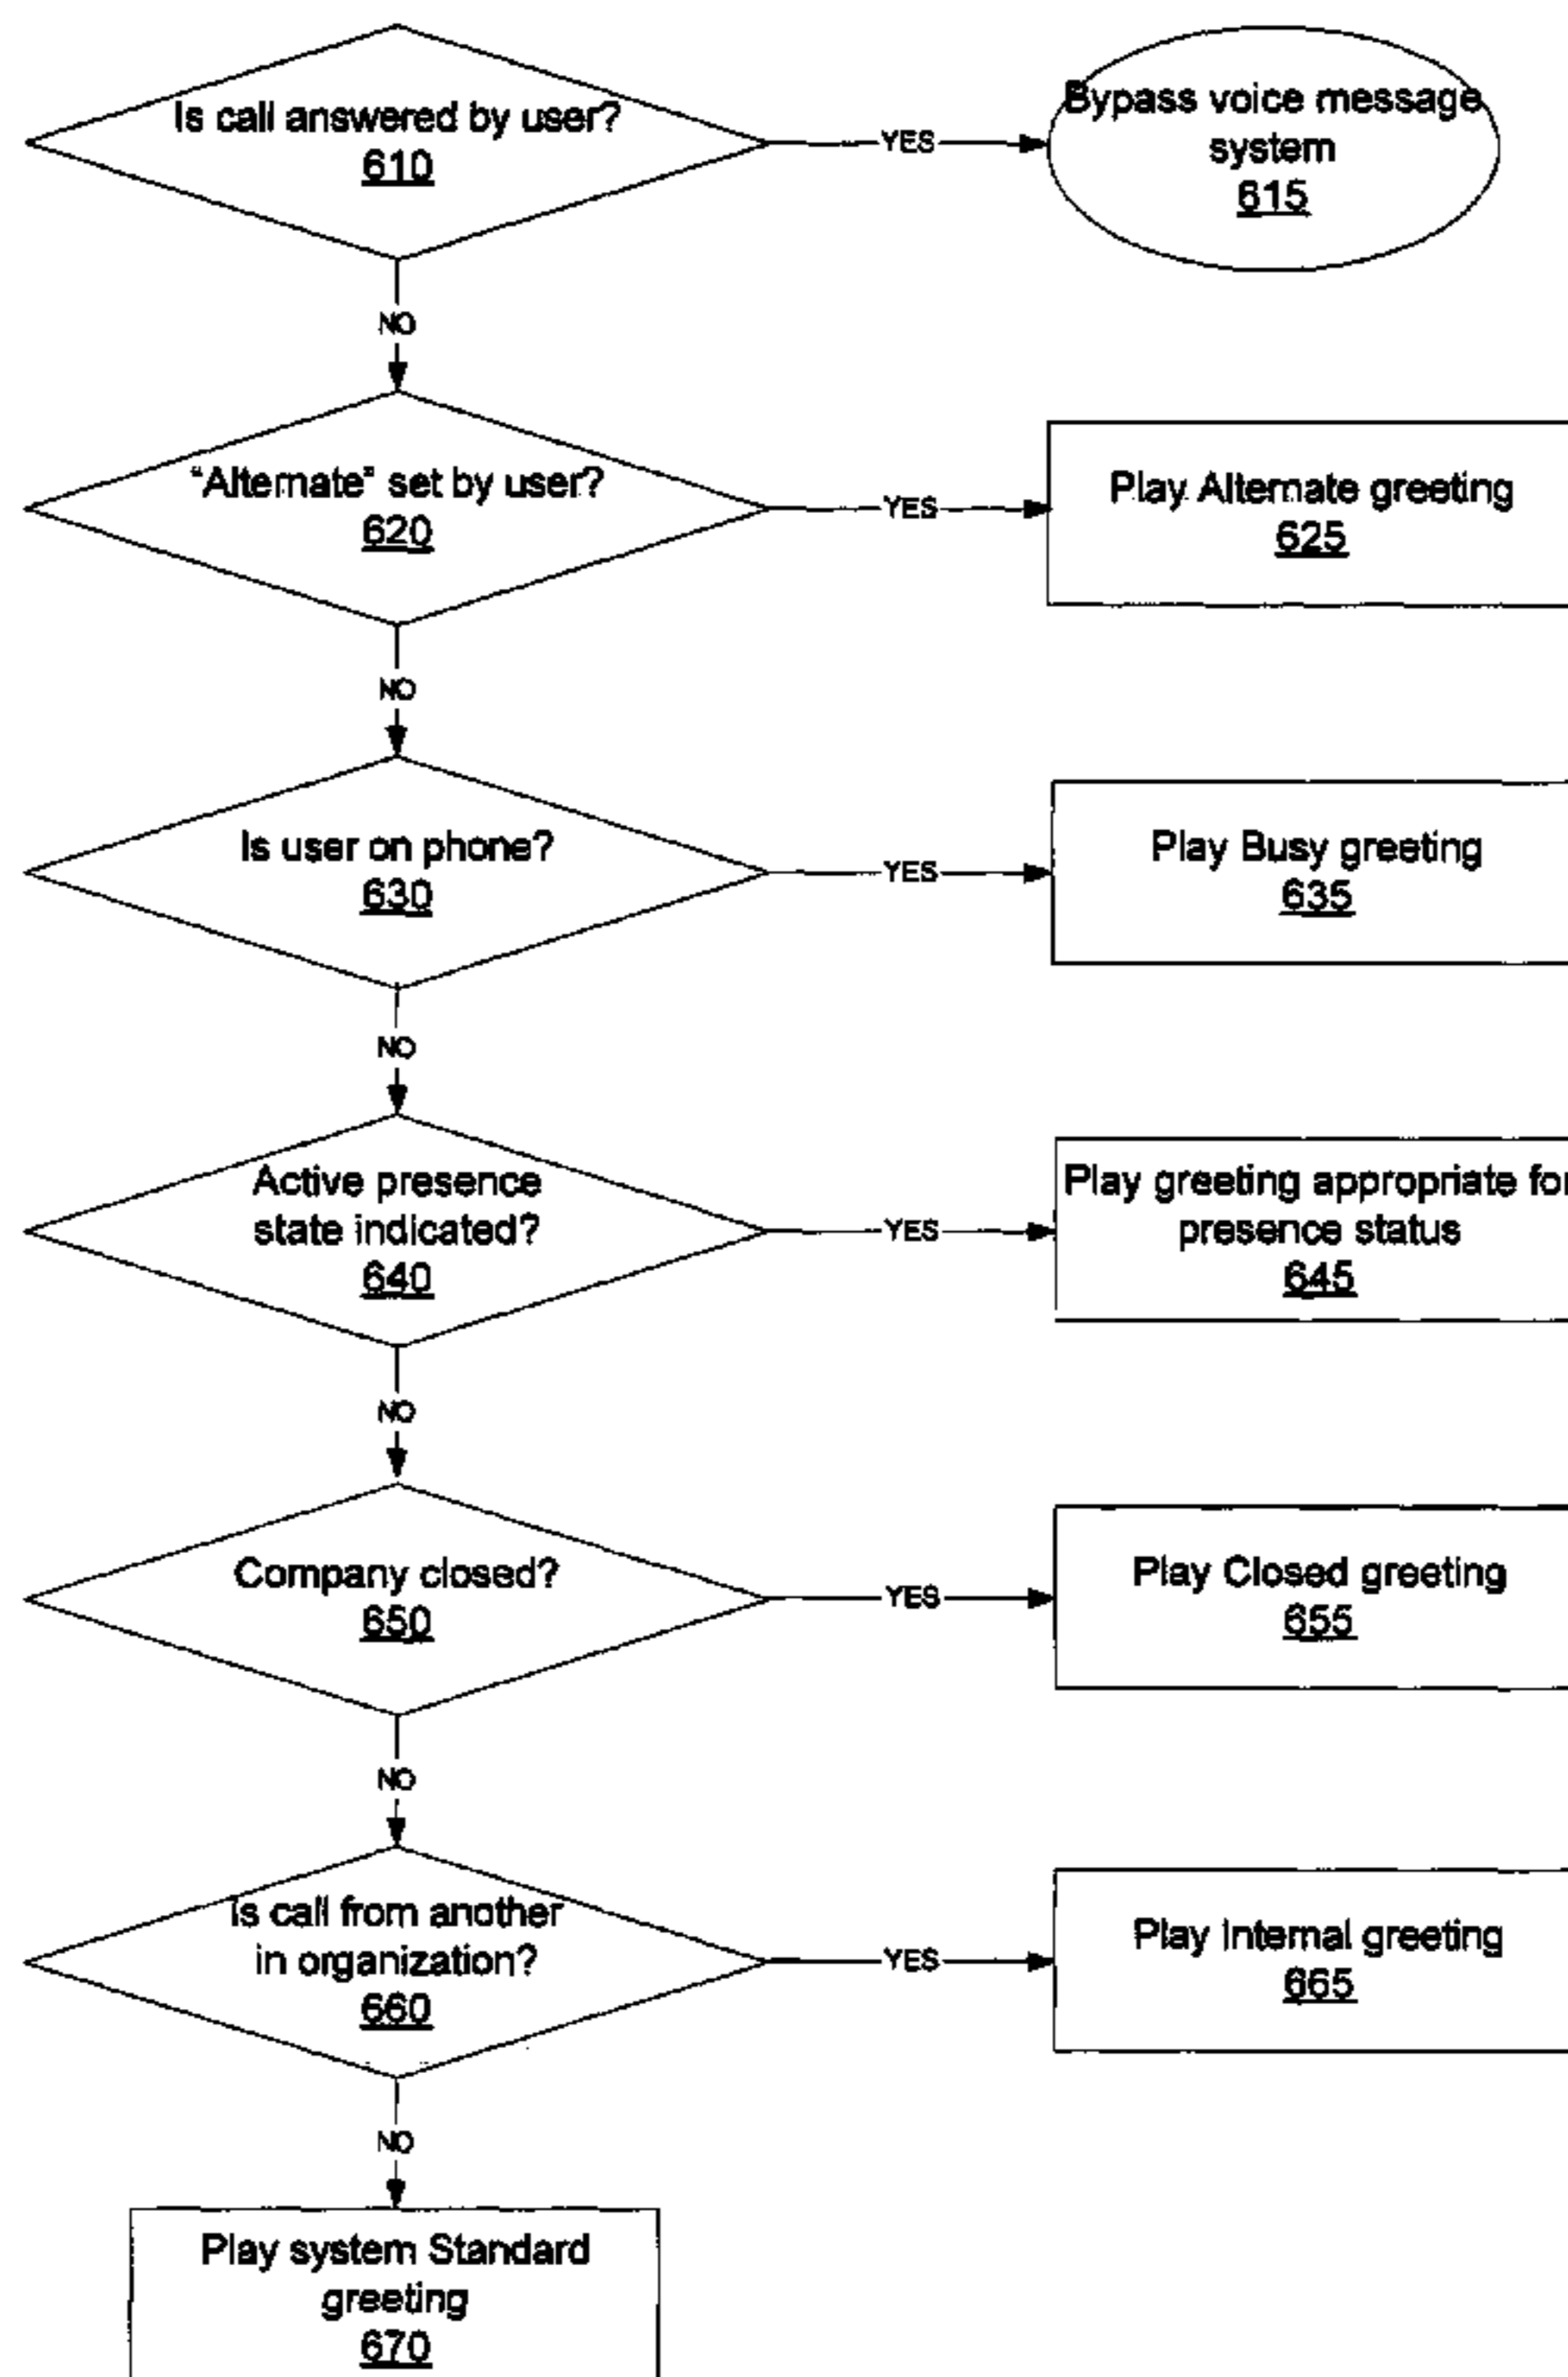 Is call answered by user?
610
YES
Bypass voice message
system
615
NO
"Alternate" set by user?
620
YES
Play Alternate greeting
625
NO
Is user on phone?
630
YES
Play Busy greeting
635
NO
Active presence
state indicated?
640
YES
Play greeting appropriate for
presence status
645
NO
Company closed?
650
YES
Play Closed greeting
655
NO
Is call from another
in organization?
660
YES
Play Internal greeting
665
NO
Play system Standard
greeting
670